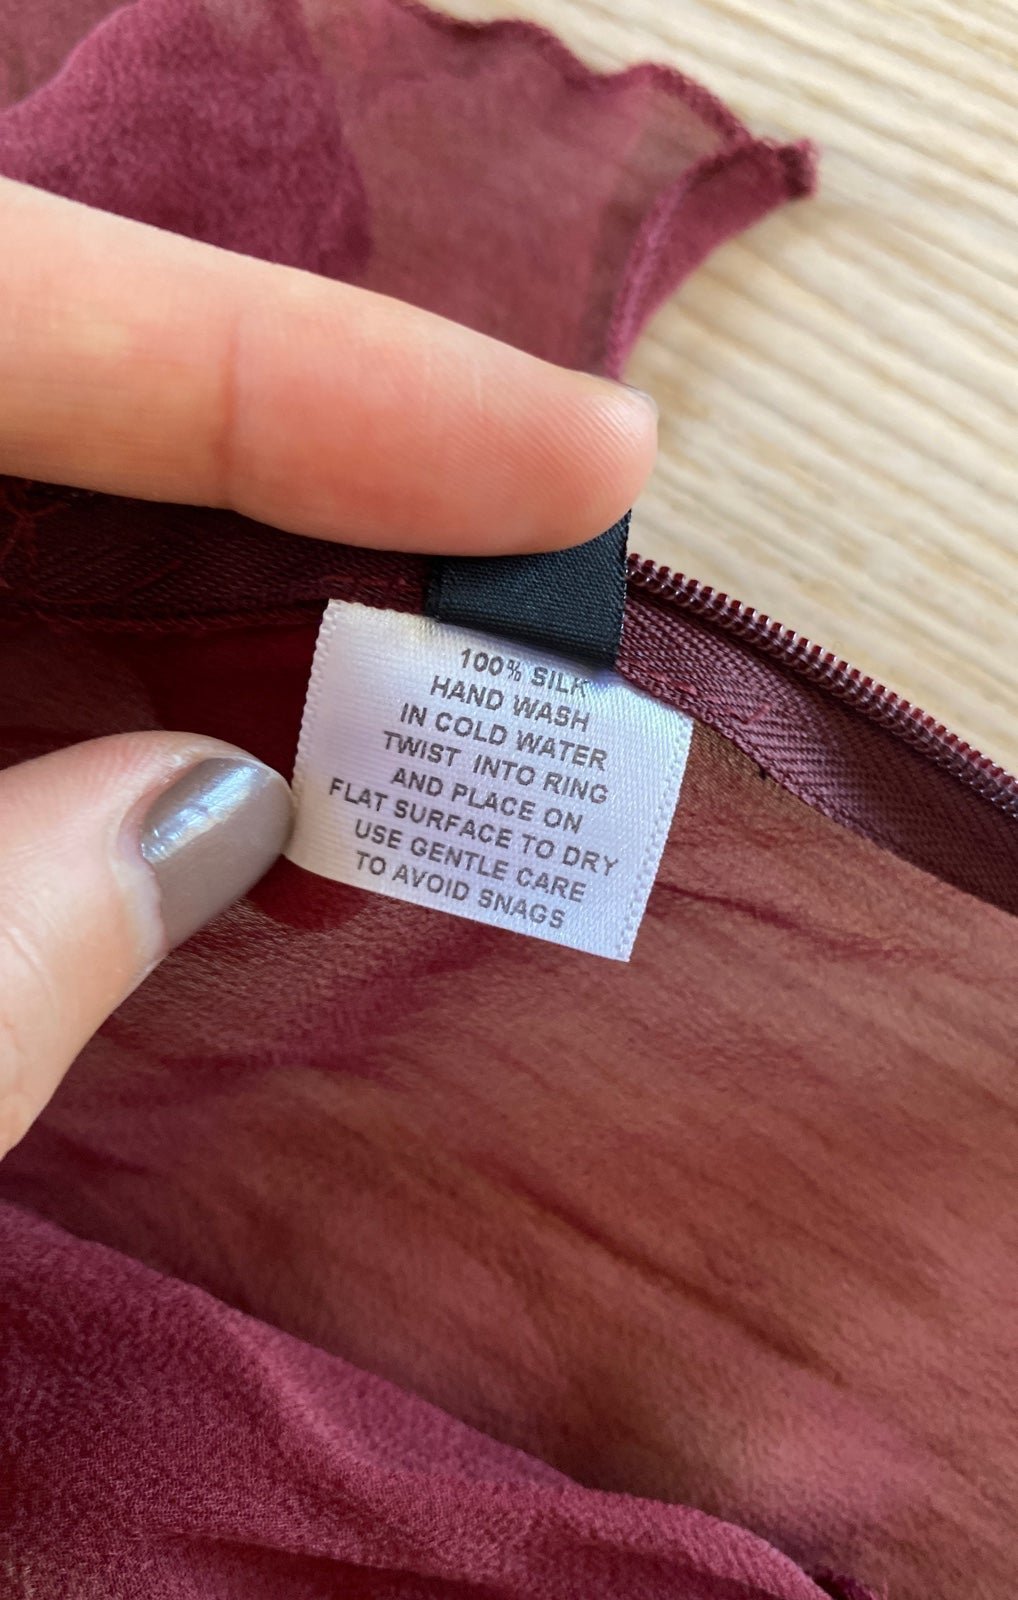 100% SILK
HAND WASH
IN COLD WATER
TWIST INTO RING
AND PLACE ON
FLAT SURFACE TO DRY
USE GENTLE CARE
TO AVOID SNAGS